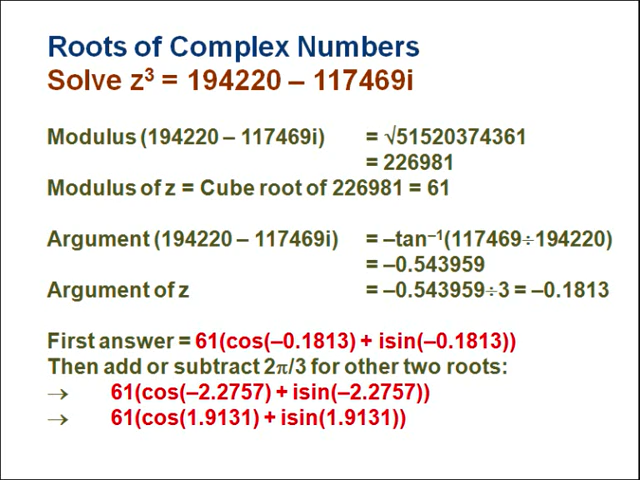 Roots of Complex Numbers
Solve z³ = 194220 – 117469i
Modulus (194220 – 117469i) = √51520374361
= 226981
Modulus of z = Cube root of 226981 = 61
Argument (194220 – 117469i) = –tan⁻¹(117469÷194220)
= –0.543959
Argument of z = –0.543959÷3 = –0.1813
First answer = 61(cos(–0.1813) + isin(–0.1813))
Then add or subtract 2π/3 for other two roots:
→ 61(cos(–2.2757) + isin(–2.2757))
→ 61(cos(1.9131) + isin(1.9131))